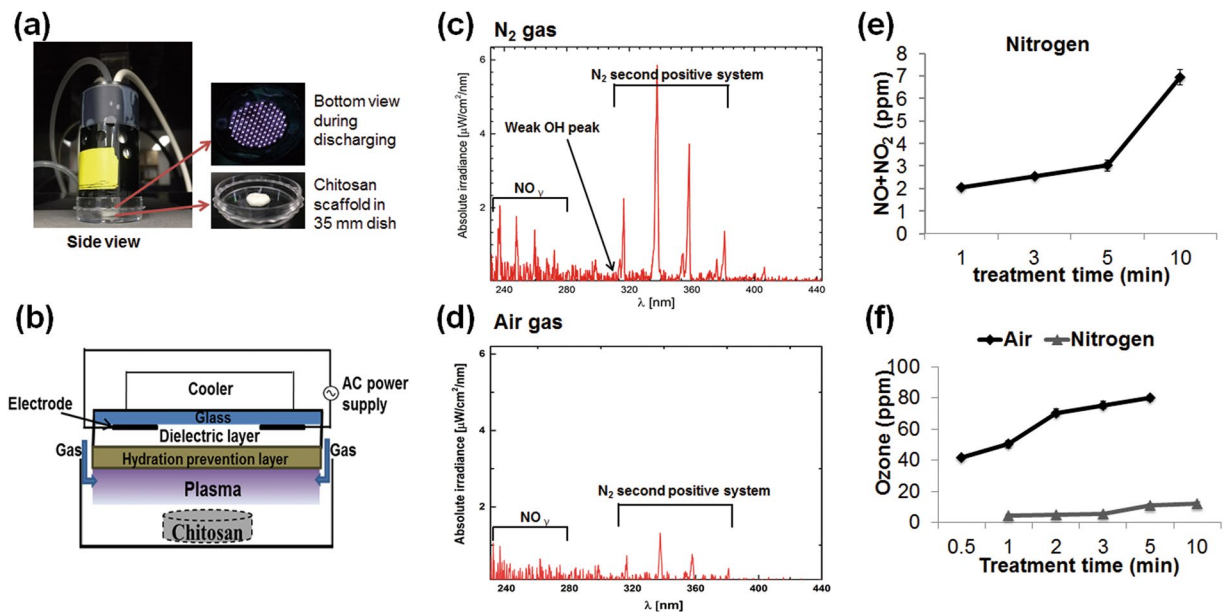 (a)
Bottom view
during
discharging
Chitosan
scaffold in
35 mm dish
Side view
(b)
Cooler
AC power
supply
Electrode
Glass
Dielectric layer
Gas
Gas
Hydration prevention layer
Plasma
Chitosan
(c)
N2 gas
Absolute irradiance [µW/cm²/nm]
6
4
2
N2 second positive system
Weak OH peak
NO γ
240 280 320 360 400 440
λ [nm]
(d)
Air gas
Absolute irradiance [µW/cm²/nm]
6
4
2
N2 second positive system
NO γ
240 280 320 360 400 440
λ [nm]
(e)
Nitrogen
NO+NO2 (ppm)
8
7
6
5
4
3
2
1
0
1 3 5 10
treatment time (min)
(f)
Air Nitrogen
Ozone (ppm)
100
80
60
40
20
0
0.5 1 2 3 5 10
Treatment time (min)